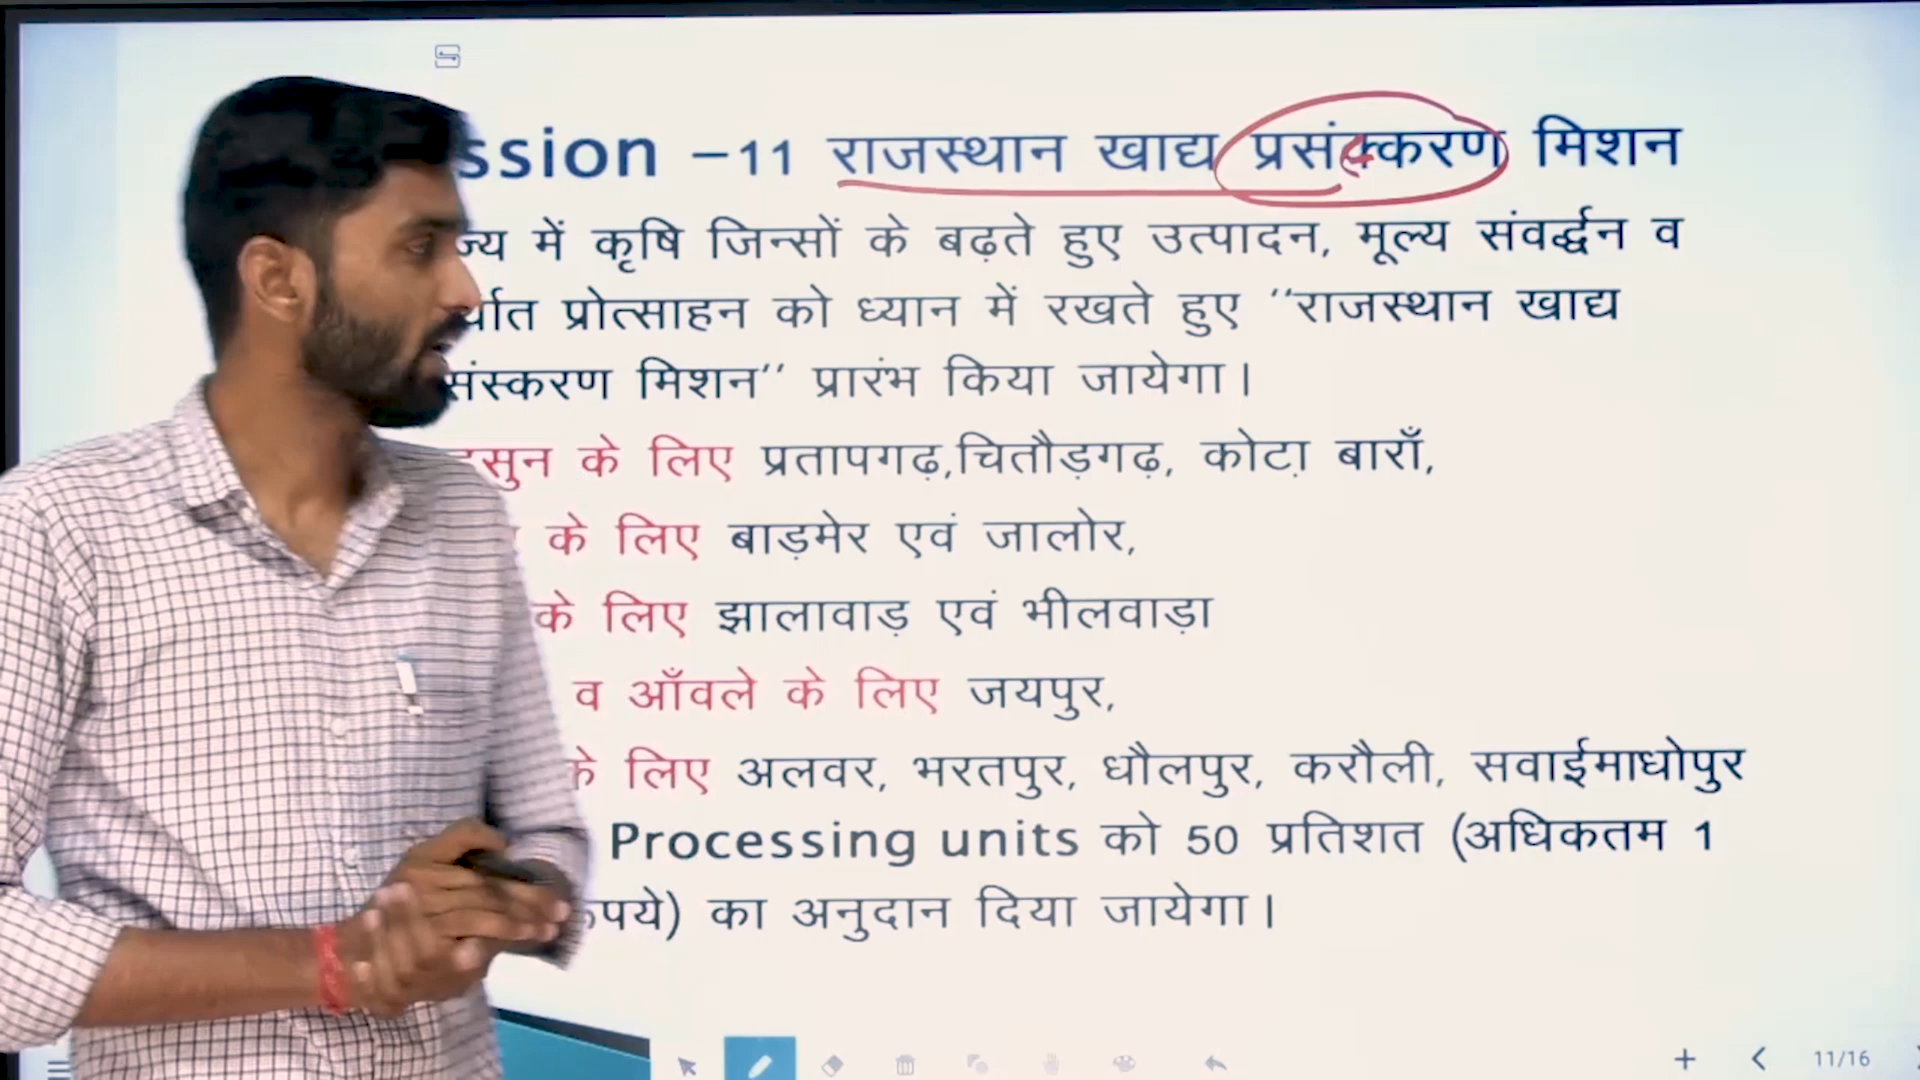 ssion –11 राजस्थान खाद्य प्रसंस्करण मिशन
में कृषि जिन्सों के बढ़ते हुए उत्पादन, मूल्य संवर्द्धन व
प्रोत्साहन को ध्यान में रखते हुए ‘‘राजस्थान खाद्य
संस्करण मिशन’’ प्रारंभ किया जायेगा।
के लिए प्रतापगढ़,चितौड़गढ़, कोटा़ बाराँ,
के लिए बाड़मेर एवं जालोर,
के लिए झालावाड़ एवं भीलवाड़ा
व आँवले के लिए जयपुर,
के लिए अलवर, भरतपुर, धौलपुर, करौली, सवाईमाधोपुर
Processing units को 50 प्रतिशत (अधिकतम 1
रूपये) का अनुदान दिया जायेगा।
11/16